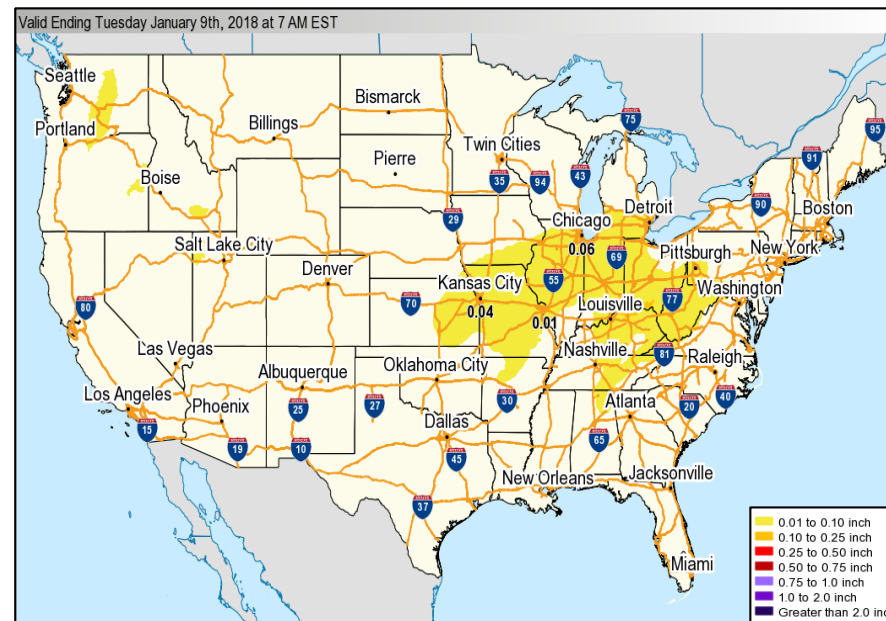 Valid Ending Tuesday January 9th, 2018 at 7 AM EST
Seattle
Portland
Billings
Bismarck
Twin Cities
75
95
91
Pierre
Boise
35
94
43
90
Boston
29
Chicago
Detroit
0.06
Salt Lake City
69
Pittsburgh
New York
Denver
55
Kansas City
Washington
80
70
0.04
0.01
Louisville
77
Las Vegas
Nashville
81
Raleigh
Albuquerque
Oklahoma City
Los Angeles
Phoenix
25
27
30
Atlanta
20
40
15
Dallas
65
19
10
45
New Orleans
Jacksonville
37
Miami
0.01 to 0.10 inch
0.10 to 0.25 inch
0.25 to 0.50 inch
0.50 to 0.75 inch
0.75 to 1.0 inch
1.0 to 2.0 inch
Greater than 2.0 inc